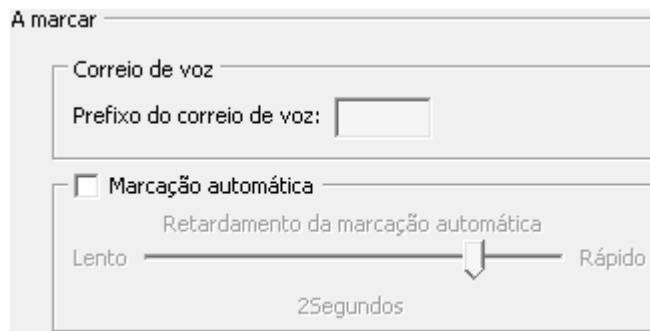 A marcar
Correio de voz
Prefixo do correio de voz:
Marcação automática
Retardamento da marcação automática
Lento Rápido
2Segundos